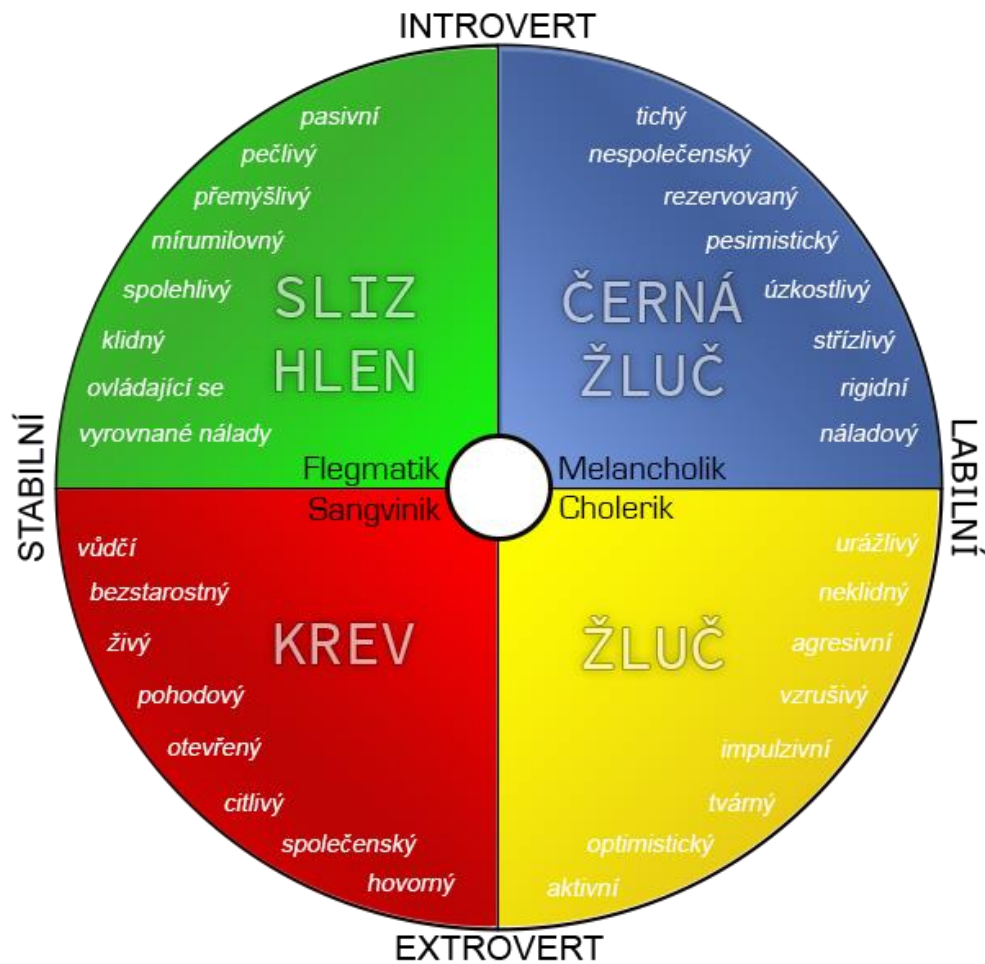 INTROVERT
pasivní
pečlivý
přemýšlivý
mírumilovný
spolehlivý
klidný
ovládající se
vyrovnané nálady
SLIZ
HLEN
Flegmatik
tichý
nespolečenský
rezervovaný
pesimistický
úzkostlivý
střízlivý
rigidní
náladový
ČERNÁ
ŽLUČ
Melancholik
STABILNÍ
LABILNÍ
Sangvinik
vůdčí
bezstarostný
živý
pohodový
otevřený
citlivý
společenský
hovorný
KREV
Cholerik
urážlivý
neklidný
agresivní
vzrušivý
impulzivní
tvárný
optimistický
aktivní
ŽLUČ
EXTROVERT